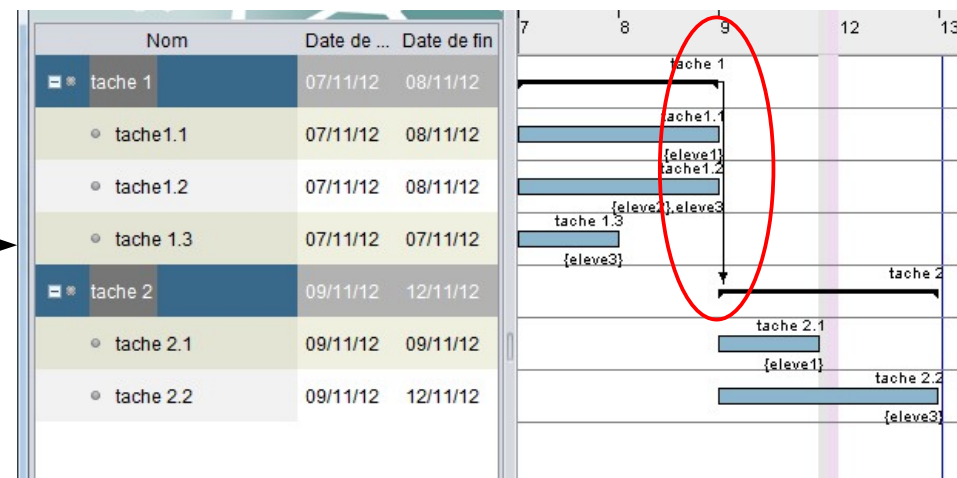 Nom Date de ... Date de fin
7 8 9 12 13
tache 1 07/11/12 08/11/12
tache1.1 07/11/12 08/11/12
tache1.2 07/11/12 08/11/12
tache 1.3 07/11/12 07/11/12
tache 2 09/11/12 12/11/12
tache 2.1 09/11/12 09/11/12
tache 2.2 09/11/12 12/11/12
tache 1
tache1.1
{eleve1}
tache1.2
{eleve2},eleve3
tache 1.3
{eleve3}
tache 2
tache 2.1
{eleve1}
tache 2.2
{eleve3}